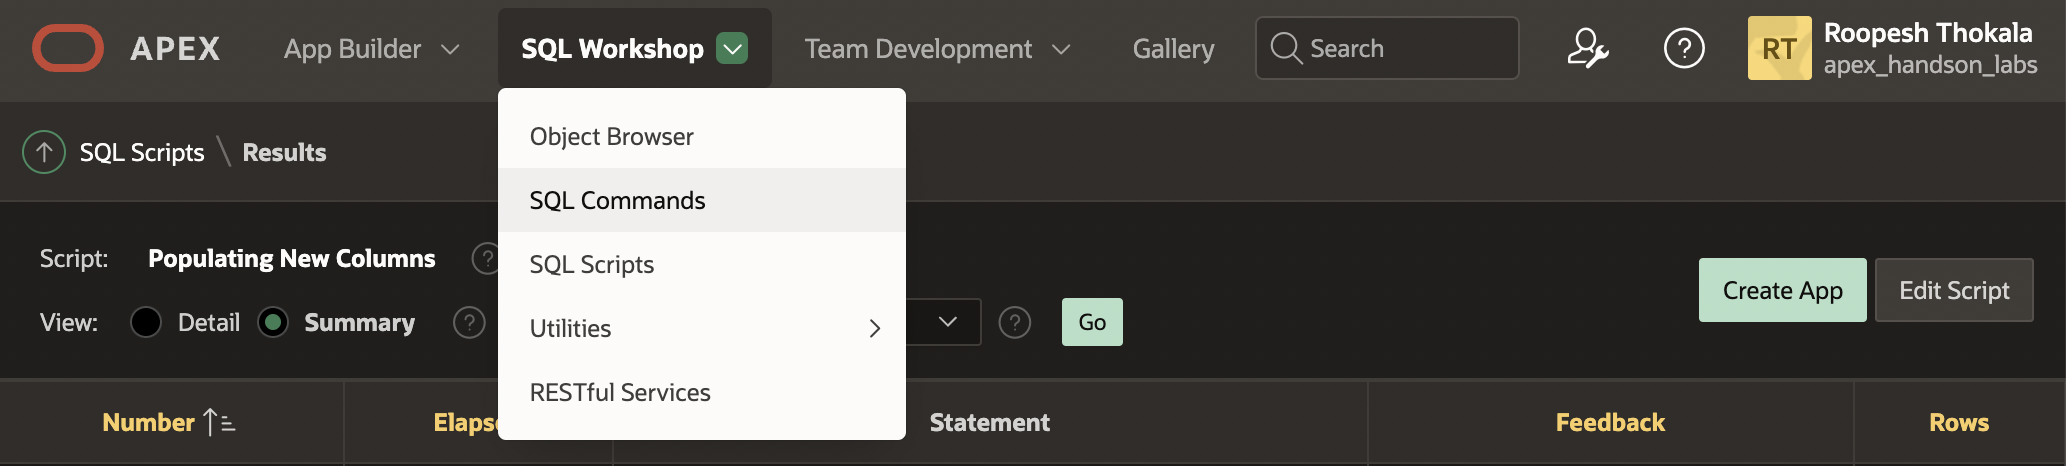 APEX App Builder SQL Workshop Team Development Gallery Search ? RT Roopesh Thokala
apex_handson_labs
SQL Scripts \ Results
Object Browser
SQL Commands
SQL Scripts
Utilities
RESTful Services
Script: Populating New Columns ?
View: Detail Summary ? ? Go
Create App Edit Script
Number Elaps Statement Feedback Rows